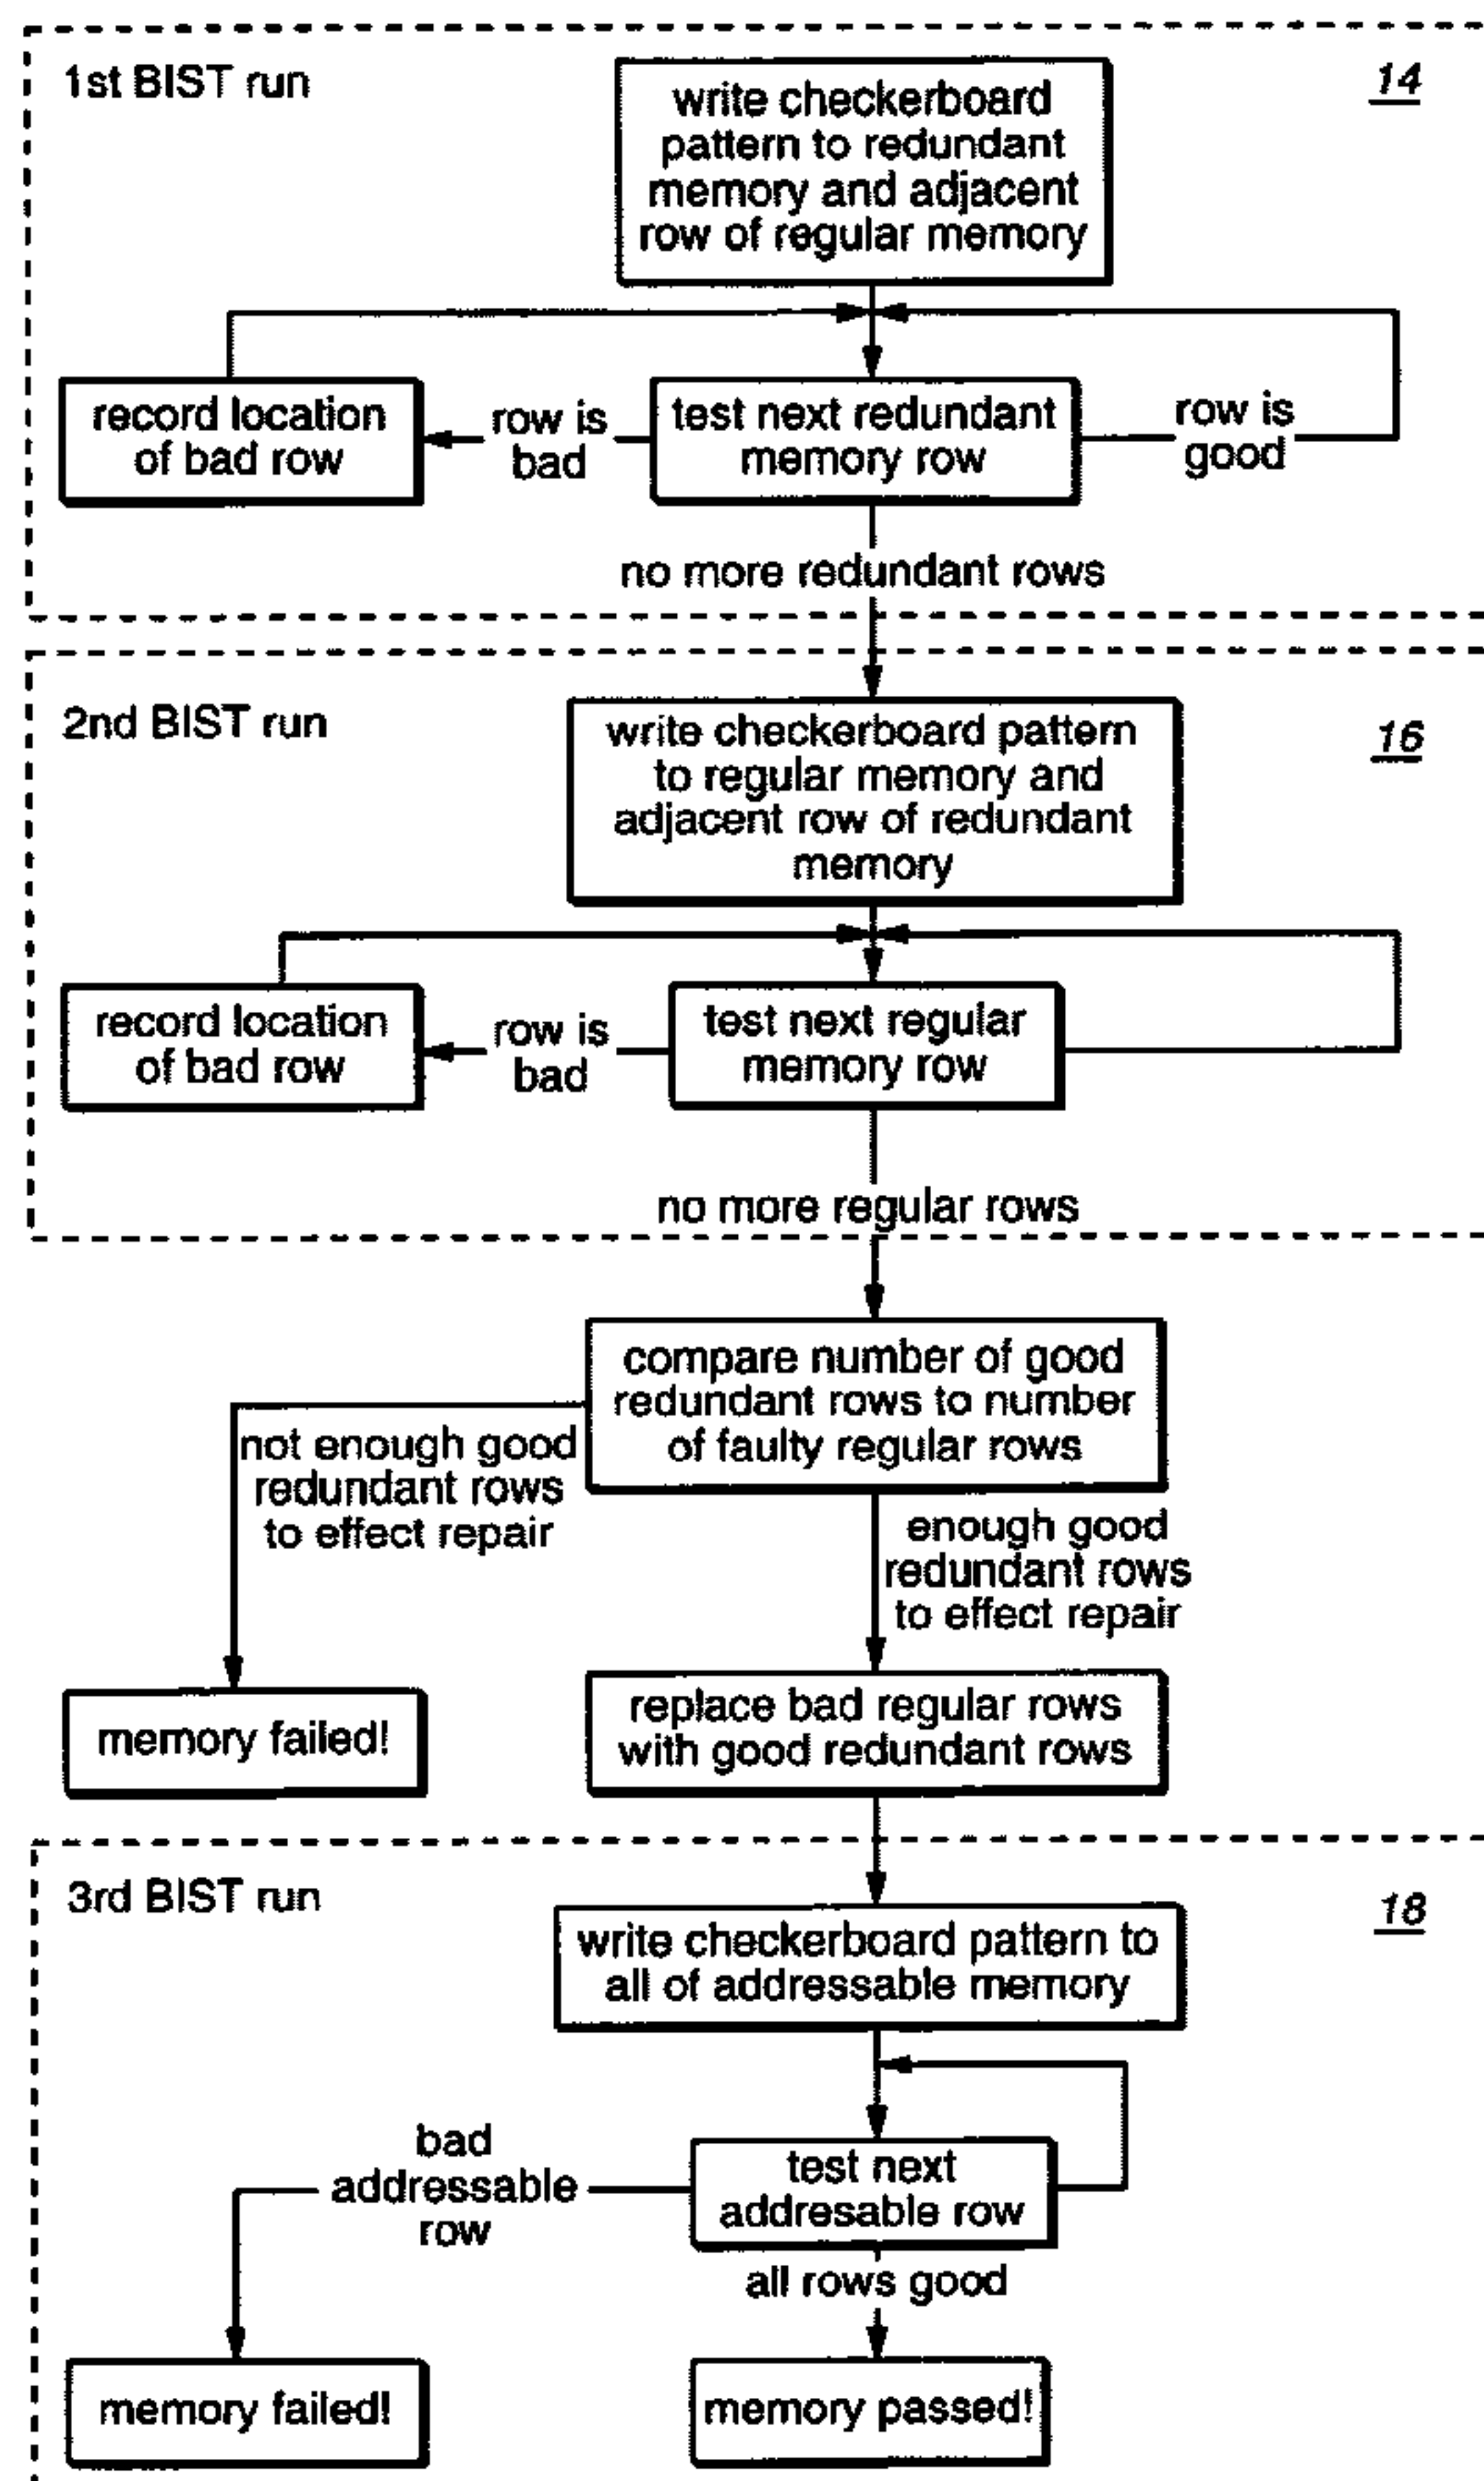 1st BIST run
14
write checkerboard
pattern to redundant
memory and adjacent
row of regular memory
record location
of bad row
row is
bad
test next redundant
memory row
row is
good
no more redundant rows
2nd BIST run
16
write checkerboard pattern
to regular memory and
adjacent row of redundant
memory
record location
of bad row
row is
bad
test next regular
memory row
no more regular rows
compare number of good
redundant rows to number
of faulty regular rows
not enough good
redundant rows
to effect repair
enough good
redundant rows
to effect repair
memory failed!
replace bad regular rows
with good redundant rows
3rd BIST run
18
write checkerboard pattern to
all of addressable memory
bad
addressable
row
test next
addresable row
all rows good
memory failed!
memory passed!